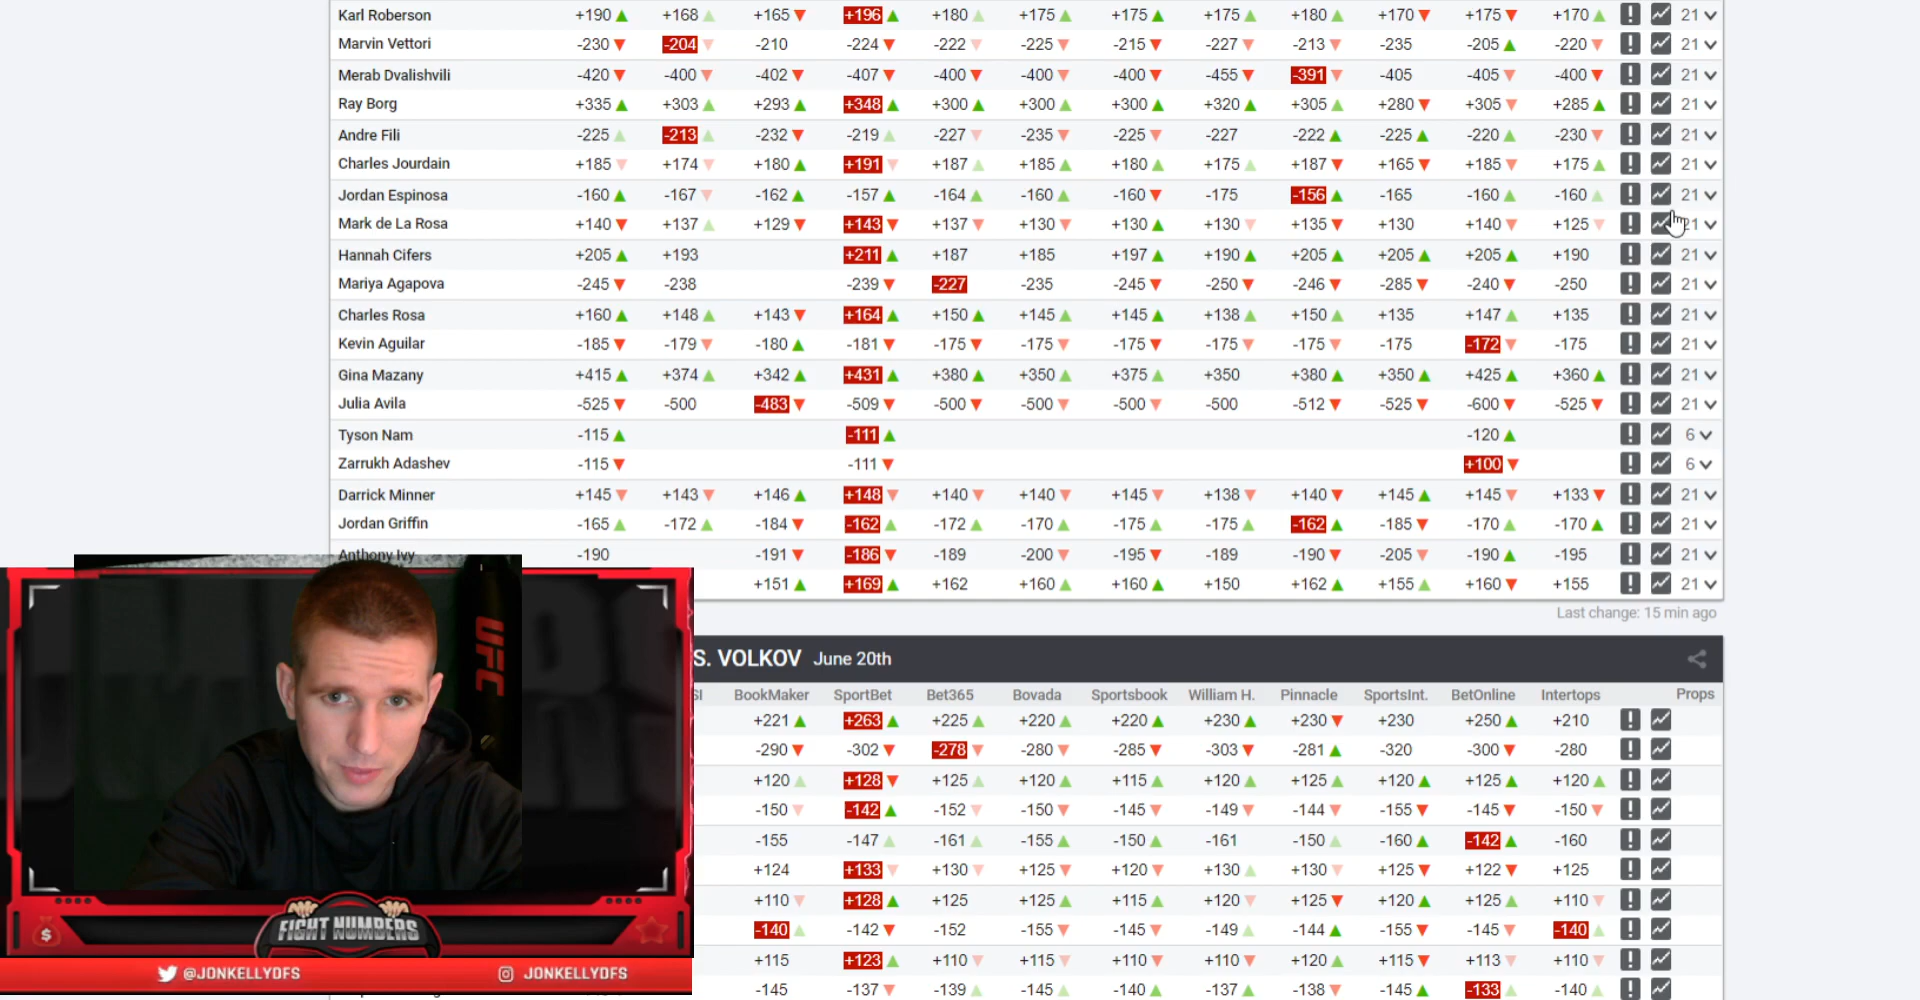 Karl Roberson +190 +168 +165 +196 +180 +175 +175 +175 +180 +170 +175 +170 21
Marvin Vettori -230 -204 -210 -224 -222 -225 -215 -227 -213 -235 -205 -220 21
Merab Dvalishvili -420 -400 -402 -407 -400 -400 -400 -455 -391 -405 -405 -400 21
Ray Borg +335 +303 +293 +348 +300 +300 +300 +320 +305 +280 +305 +285 21
Andre Fili -225 -213 -232 -219 -227 -235 -225 -227 -222 -225 -220 -230 21
Charles Jourdain +185 +174 +180 +191 +187 +185 +180 +175 +187 +165 +185 +175 21
Jordan Espinosa -160 -167 -162 -157 -164 -160 -160 -175 -156 -165 -160 -160 21
Mark de La Rosa +140 +137 +129 +143 +137 +130 +130 +130 +135 +130 +140 +125 21
Hannah Cifers +205 +193 +211 +187 +185 +197 +190 +205 +205 +205 +190 21
Mariya Agapova -245 -238 -239 -227 -235 -245 -250 -246 -285 -240 -250 21
Charles Rosa +160 +148 +143 +164 +150 +145 +145 +138 +150 +135 +147 +135 21
Kevin Aguilar -185 -179 -180 -181 -175 -175 -175 -175 -175 -175 -172 -175 21
Gina Mazany +415 +374 +342 +431 +380 +350 +375 +350 +380 +350 +425 +360 21
Julia Avila -525 -500 -483 -509 -500 -500 -500 -500 -512 -525 -600 -525 21
Tyson Nam -115 -111 -120 6
Zarrukh Adashev -115 -111 +100 6
Darrick Minner +145 +143 +146 +148 +140 +140 +145 +138 +140 +145 +145 +133 21
Jordan Griffin -165 -172 -184 -162 -172 -170 -175 -175 -162 -185 -170 -170 21
Anthony Ivy -190 -191 -186 -189 -200 -195 -189 -190 -205 -190 -195 21
+151 +169 +162 +160 +160 +150 +162 +155 +160 +155 21
Last change: 15 min ago
S. VOLKOV June 20th
BookMaker SportBet Bet365 Bovada Sportsbook William H. Pinnacle SportsInt. BetOnline Intertops Props
+221 +263 +225 +220 +220 +230 +230 +230 +250 +210
-290 -302 -278 -280 -285 -303 -281 -320 -300 -280
+120 +128 +125 +120 +115 +120 +125 +120 +125 +120
-150 -142 -152 -150 -145 -149 -144 -155 -145 -150
-155 -147 -161 -155 -150 -161 -150 -160 -142 -160
+124 +133 +130 +125 +120 +130 +130 +125 +122 +125
+110 +128 +125 +125 +115 +120 +125 +120 +125 +110
-140 -142 -152 -155 -145 -149 -144 -155 -145 -140
+115 +123 +110 +115 +110 +110 +120 +115 +113 +110
-145 -137 -139 -145 -140 -137 -138 -145 -133 -140
UFC
FIGHT NUMBERS
$
@JONKELLYDFS JONKELLYDFS